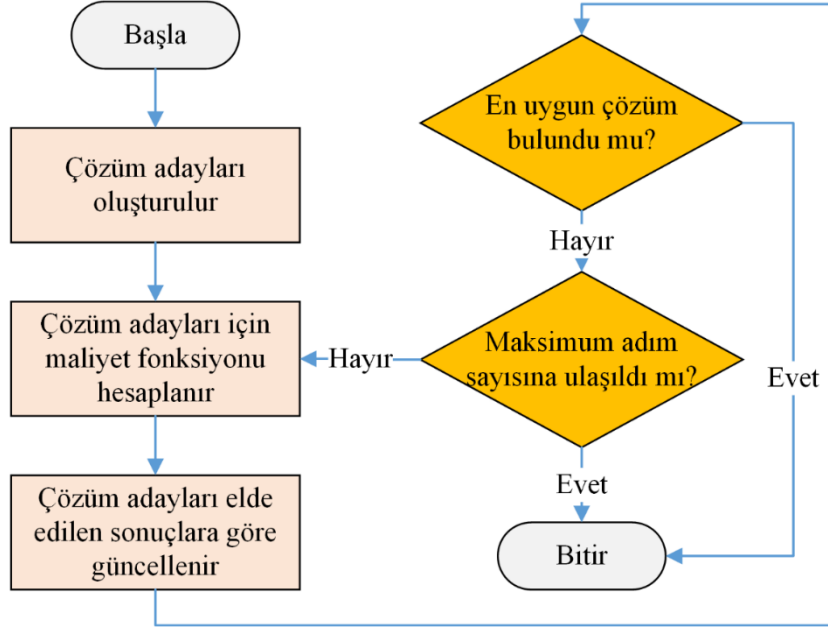 Başla
Çözüm adayları
oluşturulur
Çözüm adayları için
maliyet fonksiyonu
hesaplanır
Çözüm adayları elde
edilen sonuçlara göre
güncellenir
En uygun çözüm
bulundu mu?
Hayır
Maksimum adım
sayısına ulaşıldı mı?
Hayır
Evet
Evet
Bitir